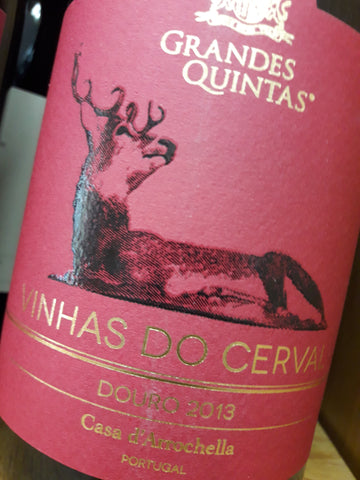 GRANDES
QUINTAS®
VINHAS DO CERVAL
DOURO 2013
Casa d'Arrochella
PORTUGAL